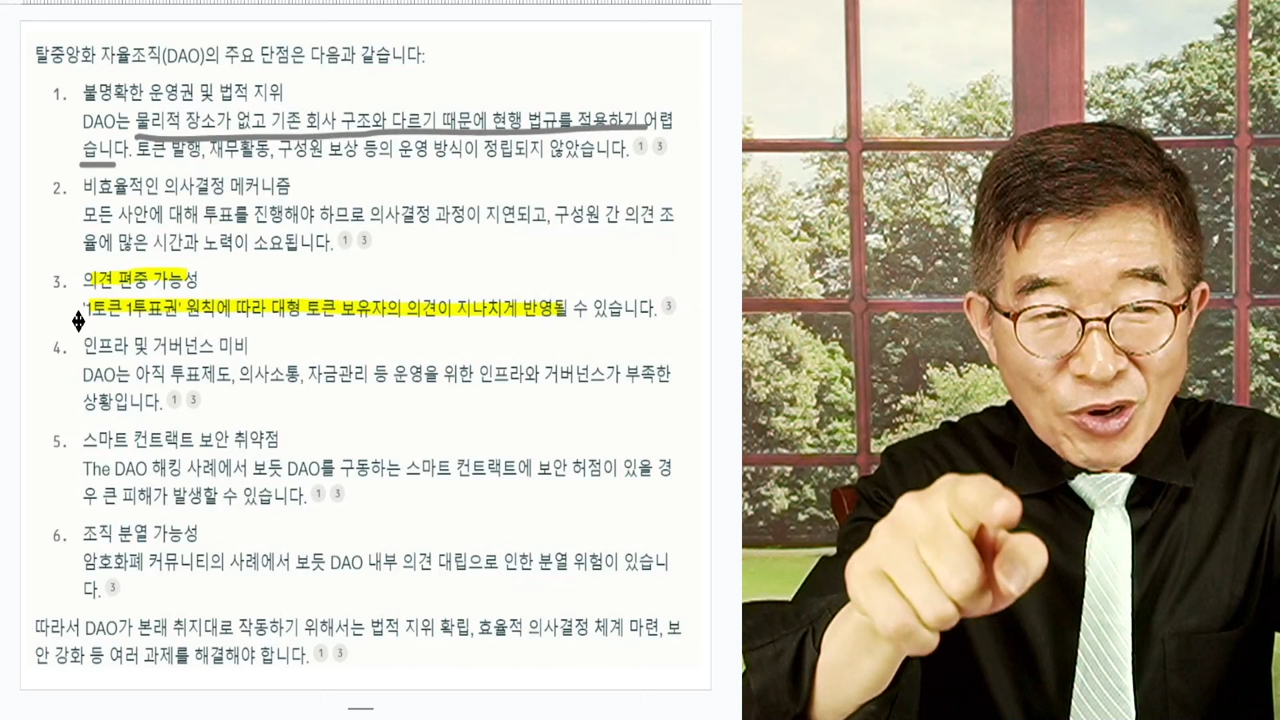 탈중앙화 자율조직(DAO)의 주요 단점은 다음과 같습니다:
1. 불명확한 운영권 및 법적 지위
DAO는 물리적 장소가 없고 기존 회사 구조와 다르기 때문에 현행 법규를 적용하기 어렵
습니다. 토큰 발행, 재무활동, 구성원 보상 등의 운영 방식이 정립되지 않았습니다. 1 3
2. 비효율적인 의사결정 메커니즘
모든 사안에 대해 투표를 진행해야 하므로 의사결정 과정이 지연되고, 구성원 간 의견 조
율에 많은 시간과 노력이 소요됩니다. 1 3
3. 의견 편중 가능성
'1토큰 1투표권' 원칙에 따라 대형 토큰 보유자의 의견이 지나치게 반영될 수 있습니다. 3
4. 인프라 및 거버넌스 미비
DAO는 아직 투표제도, 의사소통, 자금관리 등 운영을 위한 인프라와 거버넌스가 부족한
상황입니다. 1 3
5. 스마트 컨트랙트 보안 취약점
The DAO 해킹 사례에서 보듯 DAO를 구동하는 스마트 컨트랙트에 보안 허점이 있을 경
우 큰 피해가 발생할 수 있습니다. 1 3
6. 조직 분열 가능성
암호화폐 커뮤니티의 사례에서 보듯 DAO 내부 의견 대립으로 인한 분열 위험이 있습니
다. 3
따라서 DAO가 본래 취지대로 작동하기 위해서는 법적 지위 확립, 효율적 의사결정 체계 마련, 보
안 강화 등 여러 과제를 해결해야 합니다. 1 3